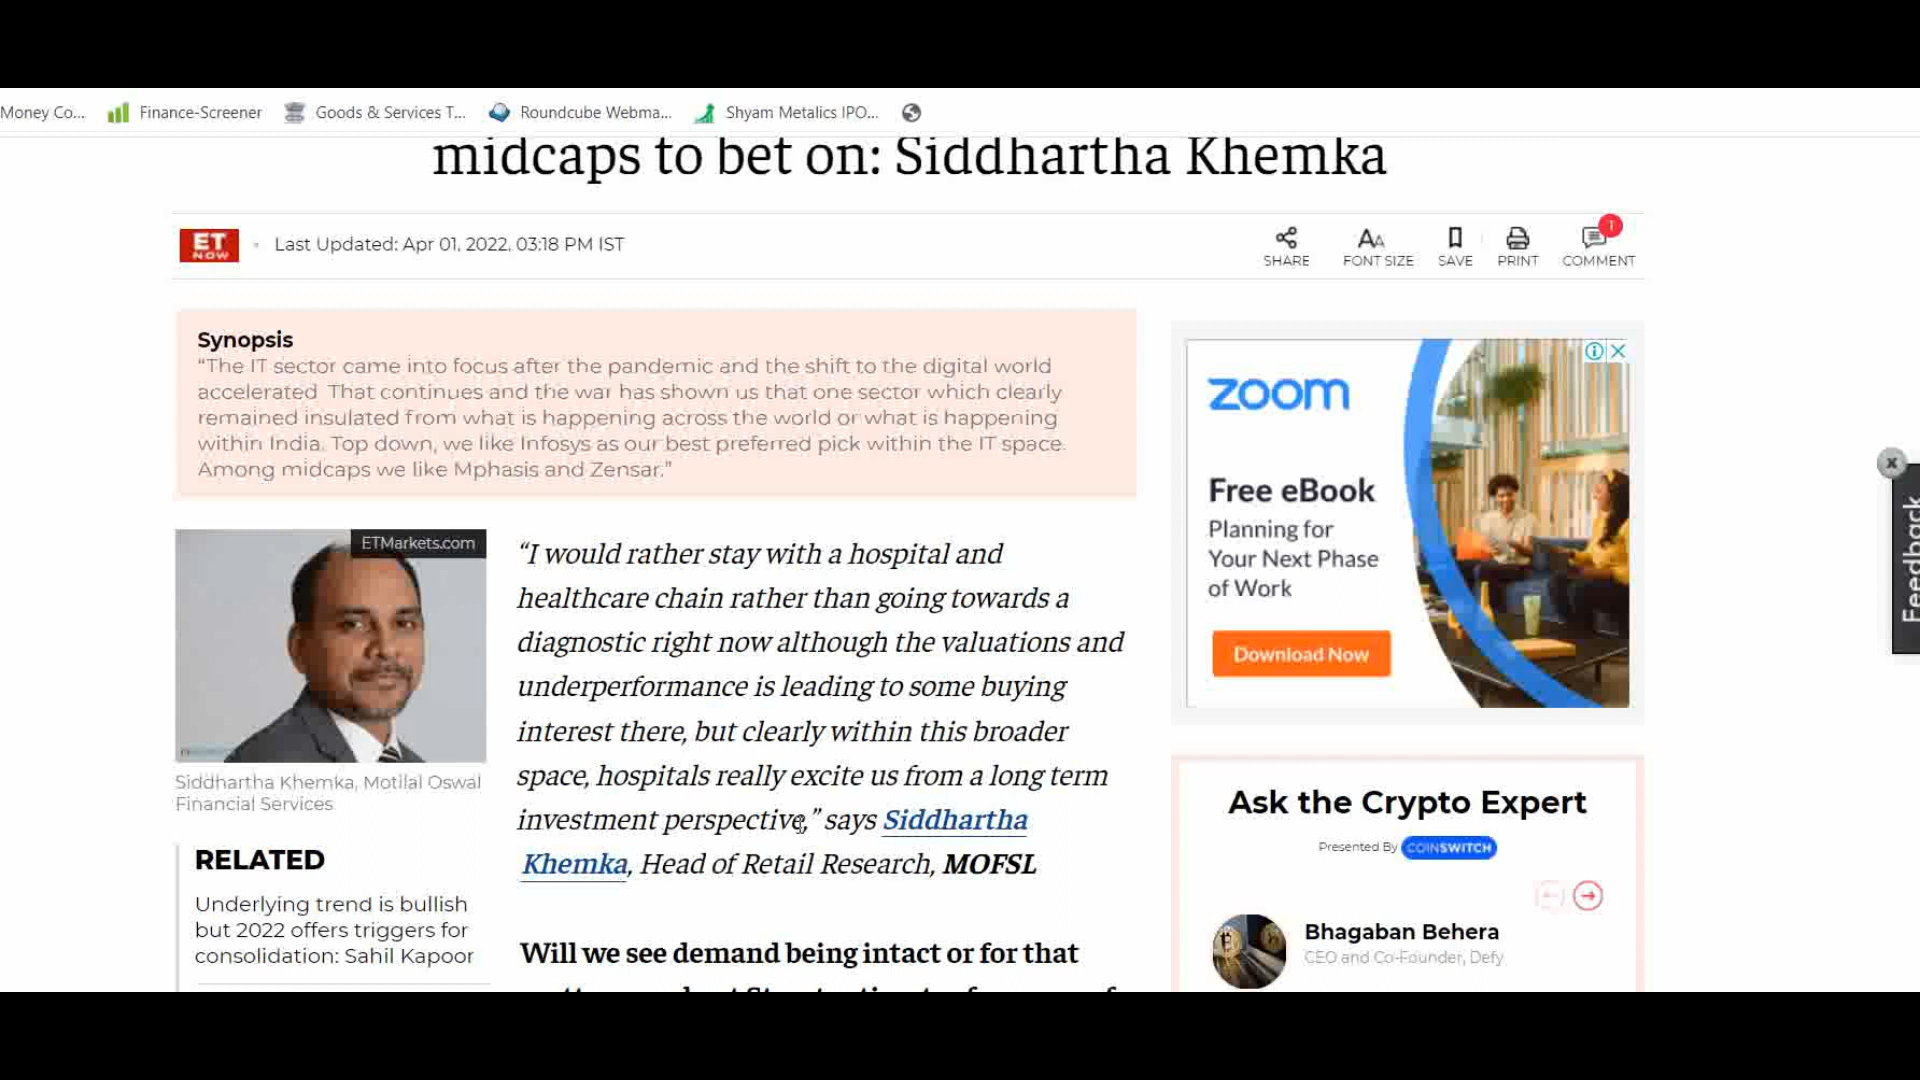 Money Co...
Finance-Screener
Goods & Services T...
Roundcube Webma...
Shyam Metalics IPO...
midcaps to bet on: Siddhartha Khemka
ET
NOW
Last Updated: Apr 01, 2022, 03:18 PM IST
SHARE
FONT SIZE
SAVE
PRINT
1
COMMENT
Synopsis
“The IT sector came into focus after the pandemic and the shift to the digital world
accelerated. That continues and the war has shown us that one sector which clearly
remained insulated from what is happening across the world or what is happening
within India. Top down, we like Infosys as our best preferred pick within the IT space.
Among midcaps we like Mphasis and Zensar.”
ETMarkets.com
Siddhartha Khemka, Motilal Oswal
Financial Services
RELATED
Underlying trend is bullish
but 2022 offers triggers for
consolidation: Sahil Kapoor
“I would rather stay with a hospital and
healthcare chain rather than going towards a
diagnostic right now although the valuations and
underperformance is leading to some buying
interest there, but clearly within this broader
space, hospitals really excite us from a long term
investment perspective,” says Siddhartha
Khemka, Head of Retail Research, MOFSL
Will we see demand being intact or for that
zoom
Free eBook
Planning for
Your Next Phase
of Work
Download Now
Ask the Crypto Expert
Presented By COINSWITCH
Bhagaban Behera
CEO and Co-Founder, Defy
x
Feedback